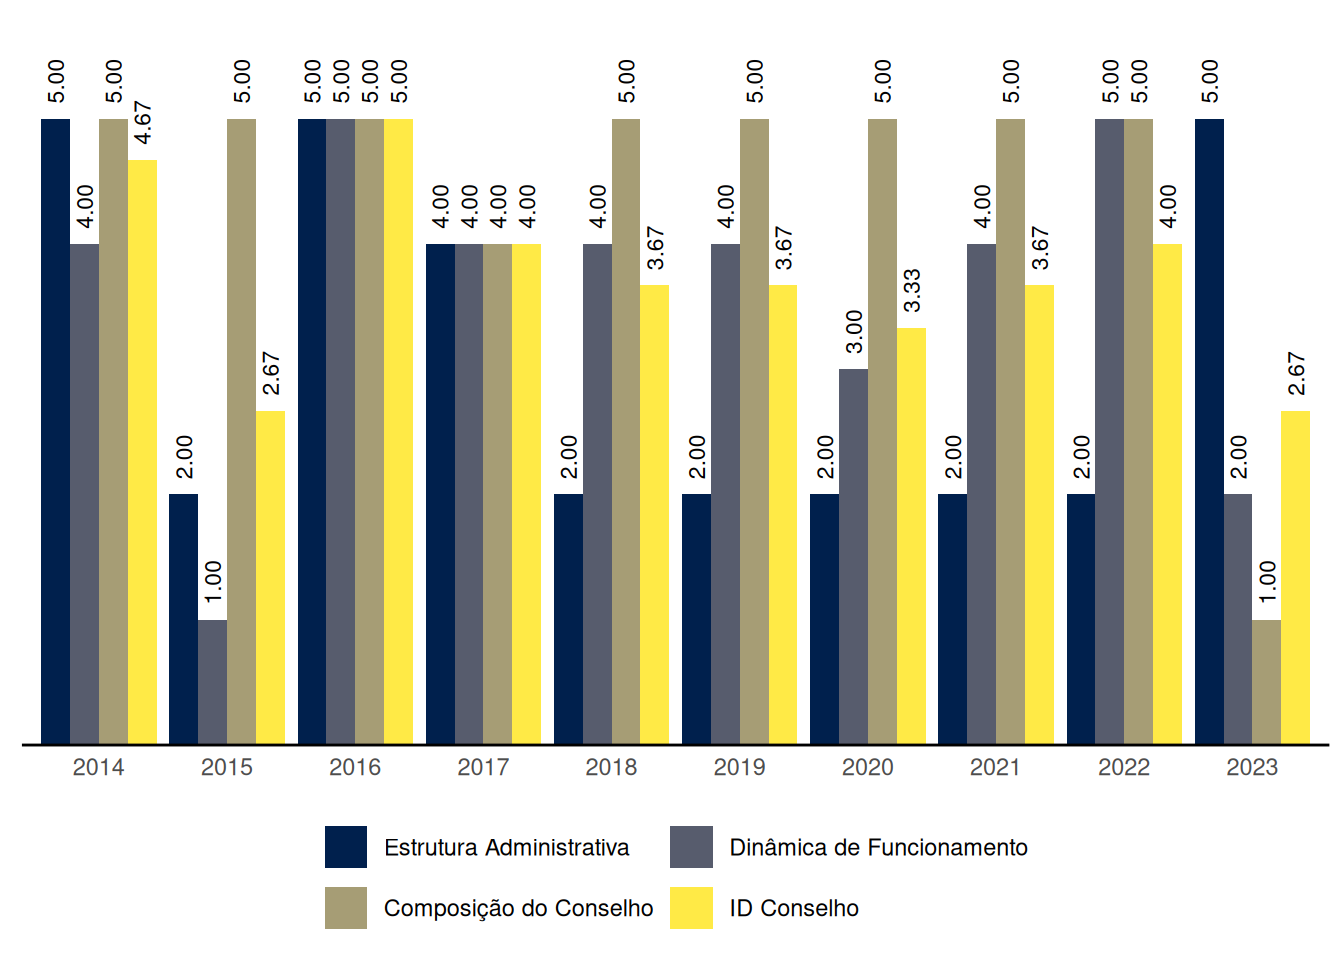 5.00 4.00 5.00 4.67 2.00 1.00 5.00 2.67 5.00 5.00 5.00 5.00 4.00 4.00 4.00 4.00 2.00 4.00 5.00 3.67 2.00 4.00 5.00 3.67 2.00 3.00 5.00 3.33 2.00 4.00 5.00 3.67 2.00 5.00 5.00 4.00 5.00 2.00 1.00 2.67
2014 2015 2016 2017 2018 2019 2020 2021 2022 2023
Estrutura Administrativa Dinâmica de Funcionamento
Composição do Conselho ID Conselho